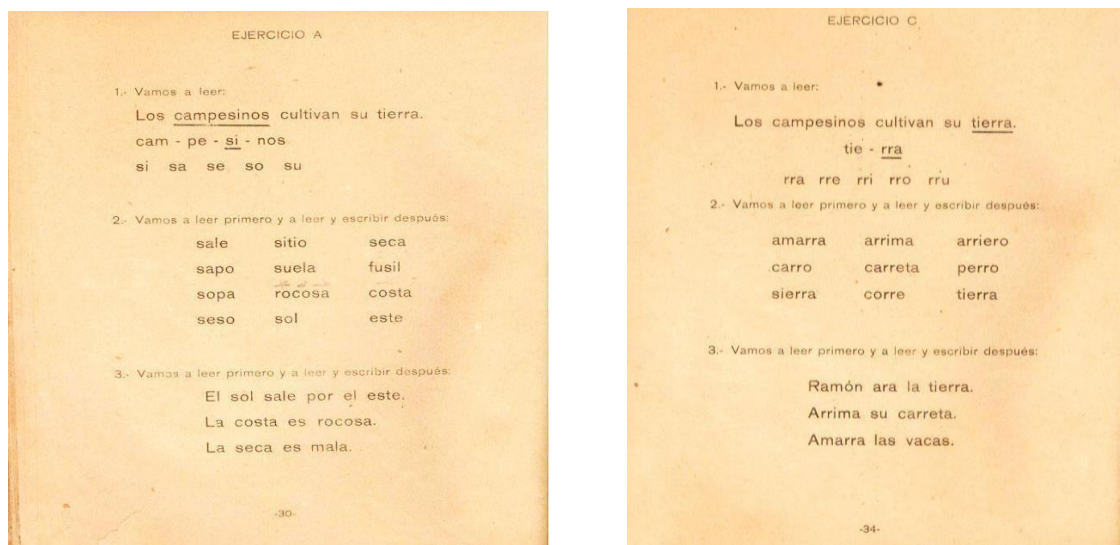 EJERCICIO A
1.- Vamos a leer:
Los campesinos cultivan su tierra.
cam - pe - si - nos
si sa se so su
2.- Vamos a leer primero y a leer y escribir después:
sale sitio seca
sapo suela fusil
sopa rocosa costa
seso sol este
3.- Vamos a leer primero y a leer y escribir después:
El sol sale por el este.
La costa es rocosa.
La seca es mala.
-30-
EJERCICIO C
1.- Vamos a leer:
Los campesinos cultivan su tierra.
tie - rra
rra rre rri rro rru
2.- Vamos a leer primero y a leer y escribir después:
amarra arrima arriero
carro carreta perro
sierra corre tierra
3.- Vamos a leer primero y a leer y escribir después:
Ramón ara la tierra.
Arrima su carreta.
Amarra las vacas.
-34-